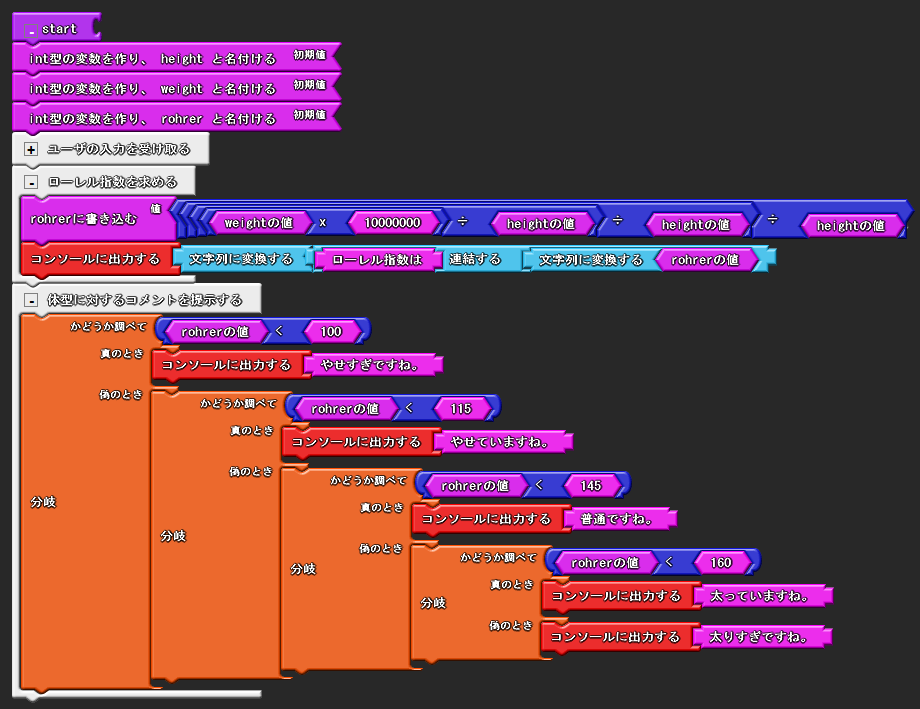 - start
int型の変数を作り、 height と名付ける 初期値
int型の変数を作り、 weight と名付ける 初期値
int型の変数を作り、 rohrer と名付ける 初期値
+ ユーザの入力を受け取る
- ローレル指数を求める
rohrerに書き込む 値 weightの値 x 10000000 ÷ heightの値 ÷ heightの値 ÷ heightの値
コンソールに出力する 文字列に変換する ローレル指数は 連結する 文字列に変換する rohrerの値
- 体型に対するコメントを提示する
かどうか調べて rohrerの値 < 100
真のとき コンソールに出力する やせすぎですね。
偽のとき かどうか調べて rohrerの値 < 115
真のとき コンソールに出力する やせていますね。
偽のとき かどうか調べて rohrerの値 < 145
分岐 真のとき コンソールに出力する 普通ですね。
分岐 偽のとき かどうか調べて rohrerの値 < 160
分岐 真のとき コンソールに出力する 太っていますね。
分岐 偽のとき コンソールに出力する 太りすぎですね。